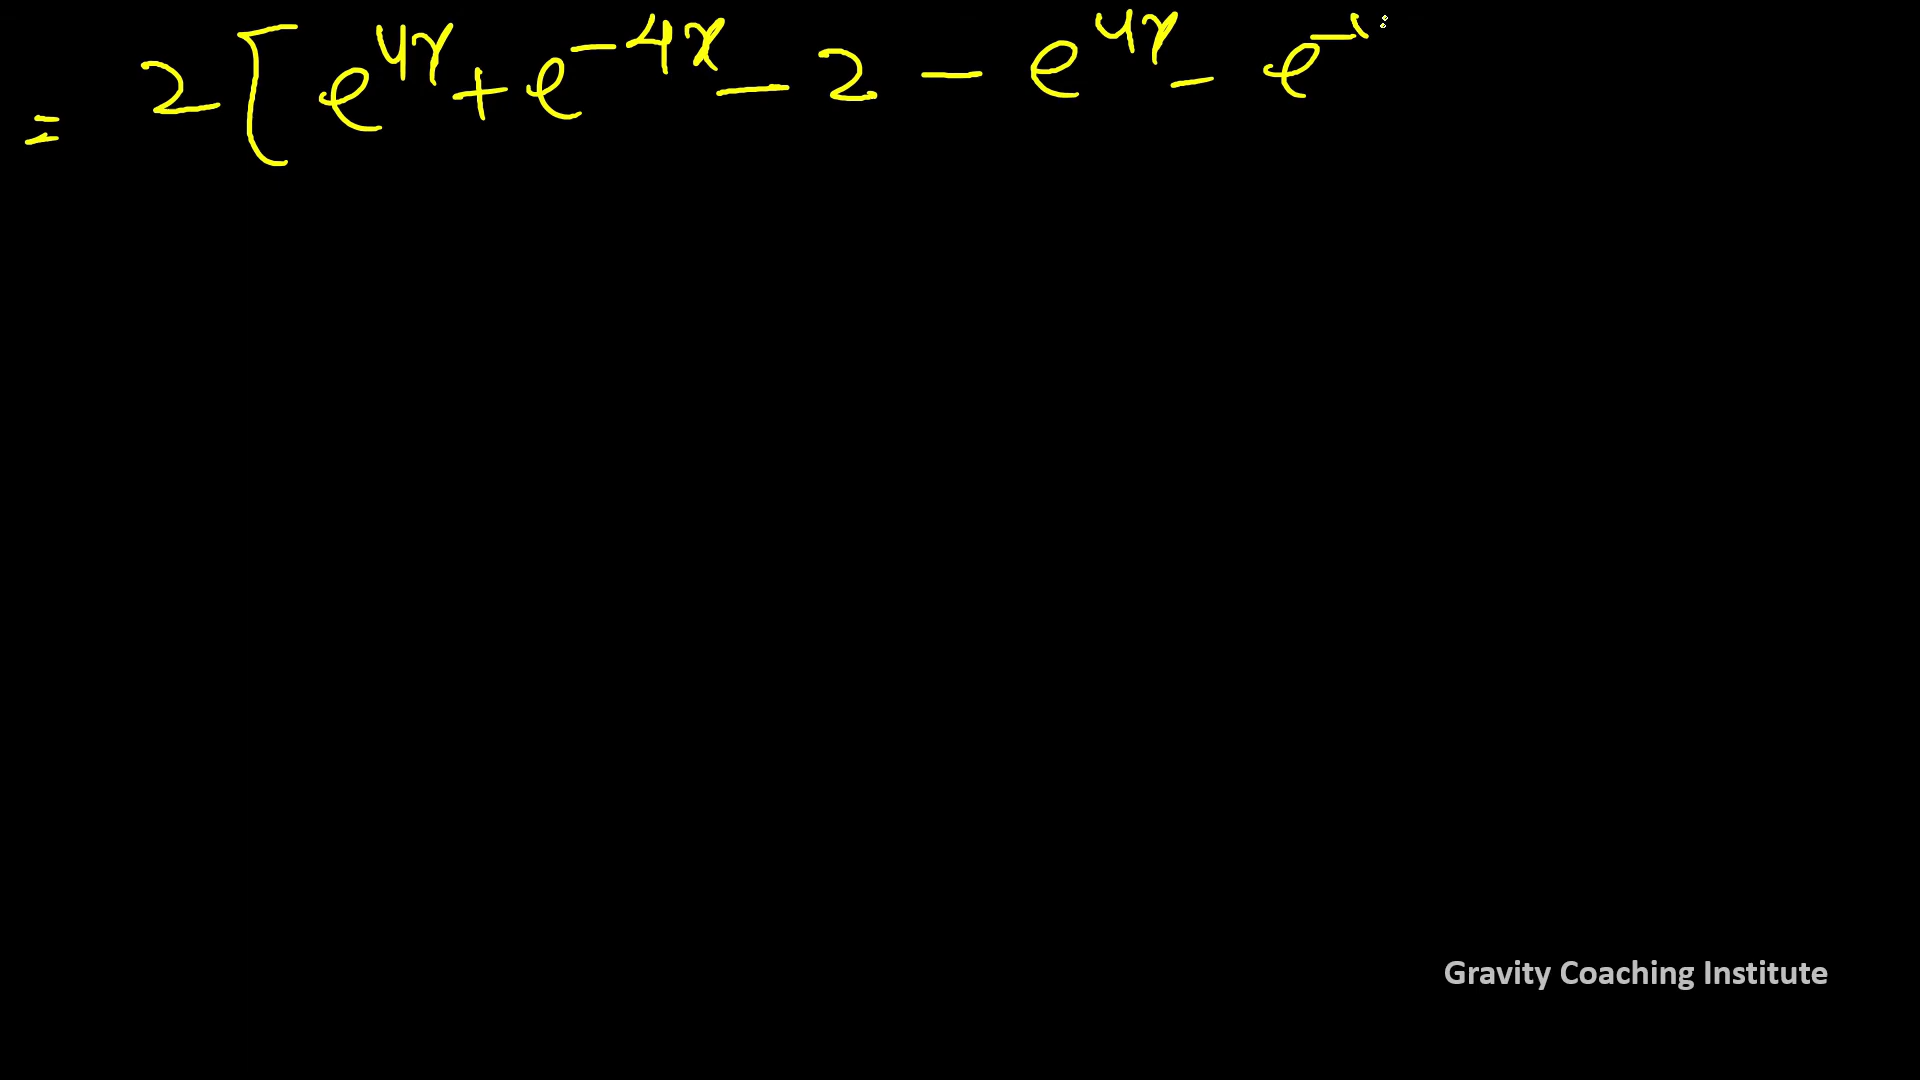 = 2 [ e^{4x} + e^{-4x} - 2 - e^{4x} - e^{-
Gravity Coaching Institute